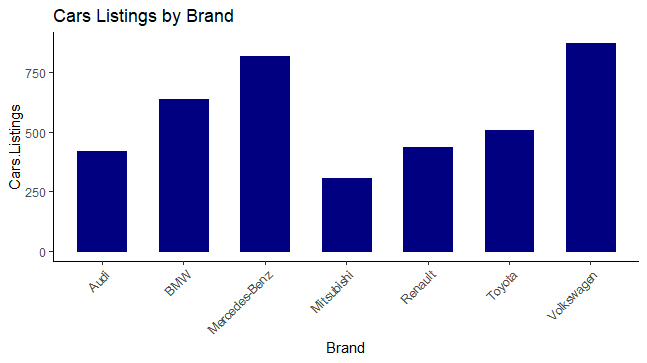 Cars Listings by Brand
Cars.Listings
750
500
250
0
Audi
BMW
Mercedes-Benz
Mitsubishi
Renault
Toyota
Volkswagen
Brand